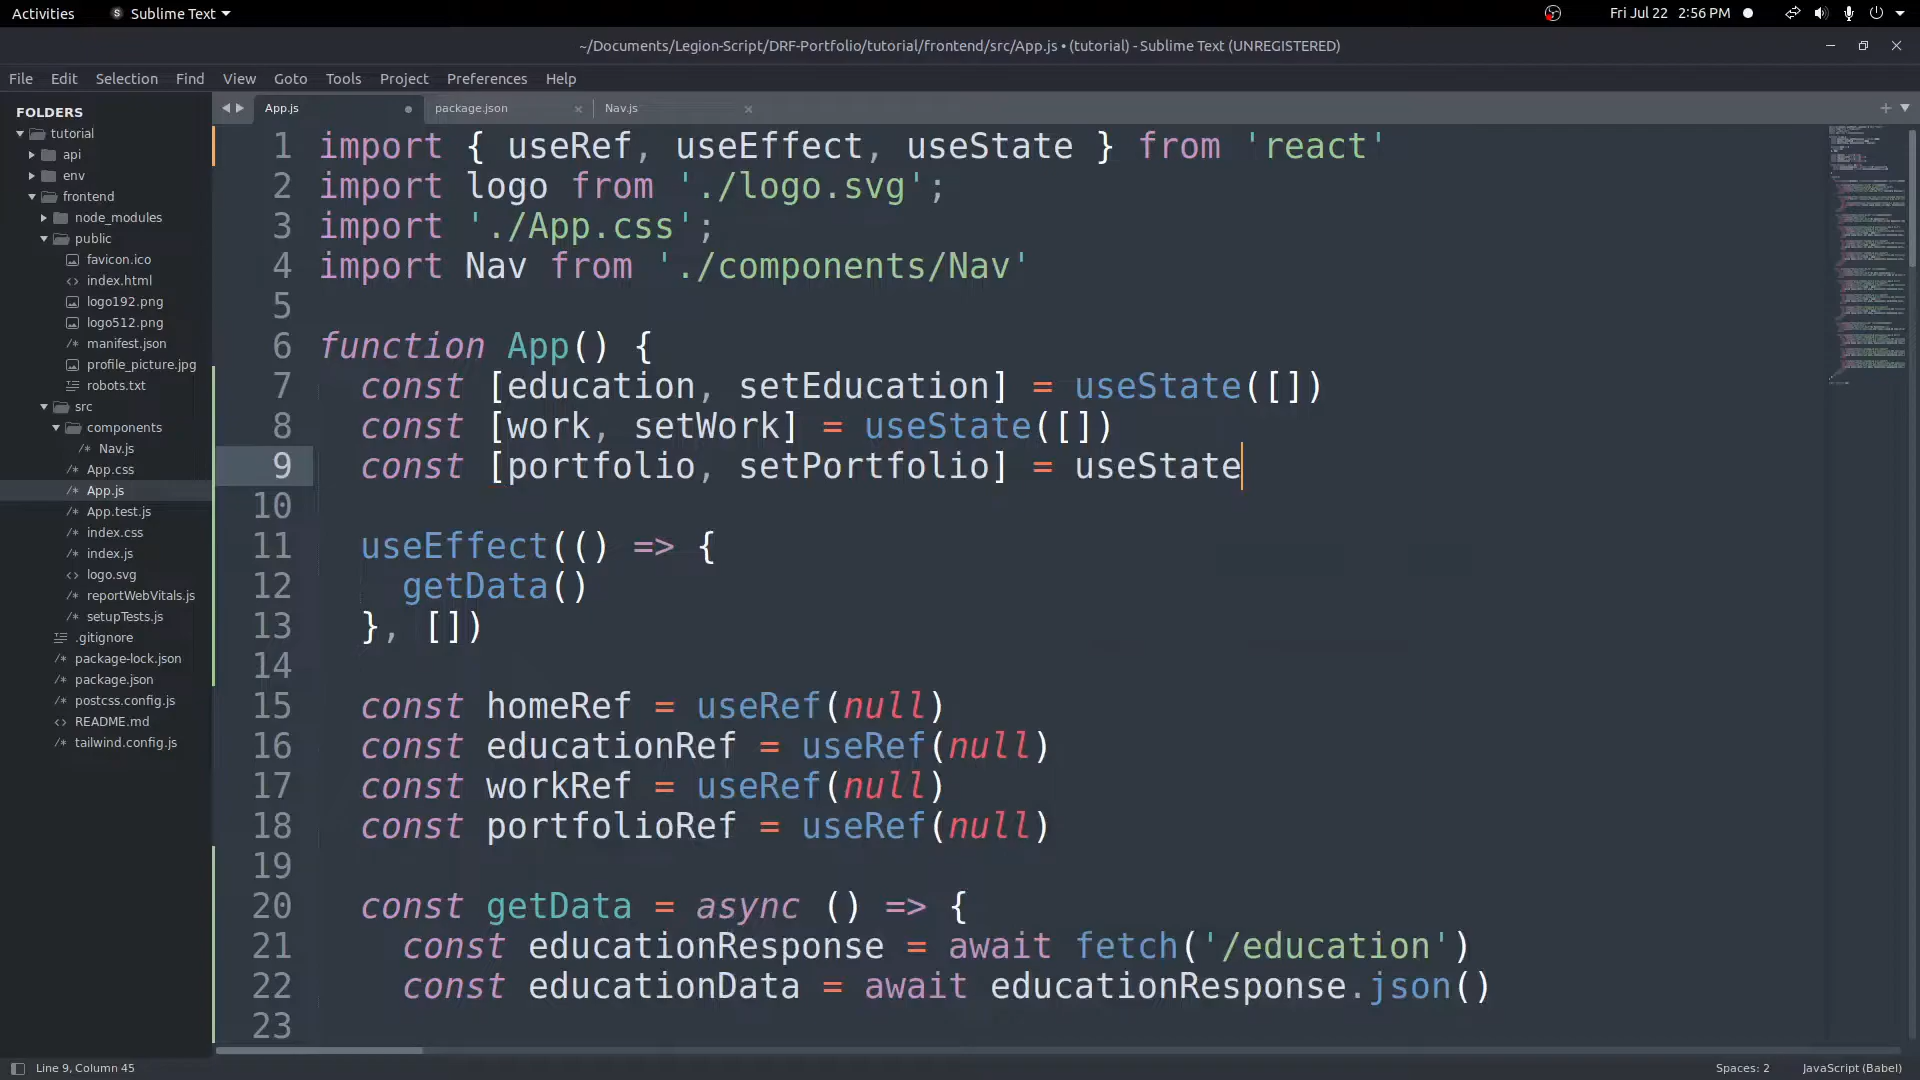 Activities Sublime Text Fri Jul 22 2:56 PM
~/Documents/Legion-Script/DRF-Portfolio/tutorial/frontend/src/App.js • (tutorial) - Sublime Text (UNREGISTERED)
File Edit Selection Find View Goto Tools Project Preferences Help
FOLDERS
tutorial
api
env
frontend
node_modules
public
favicon.ico
index.html
logo192.png
logo512.png
manifest.json
profile_picture.jpg
robots.txt
src
components
Nav.js
App.css
App.js
App.test.js
index.css
index.js
logo.svg
reportWebVitals.js
setupTests.js
.gitignore
package-lock.json
package.json
postcss.config.js
README.md
tailwind.config.js
App.js package.json Nav.js
1 import { useRef, useEffect, useState } from 'react'
2 import logo from './logo.svg';
3 import './App.css';
4 import Nav from './components/Nav'
5
6 function App() {
7 const [education, setEducation] = useState([])
8 const [work, setWork] = useState([])
9 const [portfolio, setPortfolio] = useState
10
11 useEffect(() => {
12 getData()
13 }, [])
14
15 const homeRef = useRef(null)
16 const educationRef = useRef(null)
17 const workRef = useRef(null)
18 const portfolioRef = useRef(null)
19
20 const getData = async () => {
21 const educationResponse = await fetch('/education')
22 const educationData = await educationResponse.json()
23
Line 9, Column 45 Spaces: 2 JavaScript (Babel)